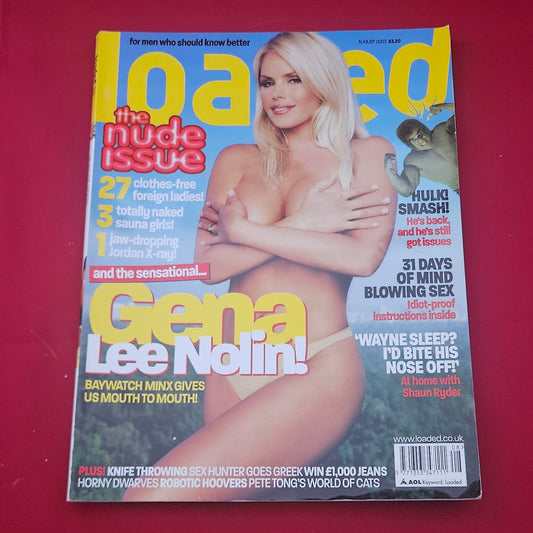 for men who should know better
AUGUST 2003 £3.20
loaded
the
nude
issue
27 clothes-free
foreign ladies!
3 totally naked
sauna girls!
1 jaw-dropping
Jordan X-ray!
and the sensational...
Gena
Lee Nolin!
BAYWATCH MINX GIVES
US MOUTH TO MOUTH!
HULK!
SMASH!
He's back,
and he's still
got issues
31 DAYS
OF MIND
BLOWING SEX
Idiot-proof
instructions inside
'WAYNE SLEEP?
I'D BITE HIS
NOSE OFF!'
At home with
Shaun Ryder
www.loaded.co.uk
08
AOL Keyword: Loaded
PLUS! KNIFE THROWING SEX HUNTER GOES GREEK WIN £1,000 JEANS
HORNY DWARVES ROBOTIC HOOVERS PETE TONG'S WORLD OF CATS